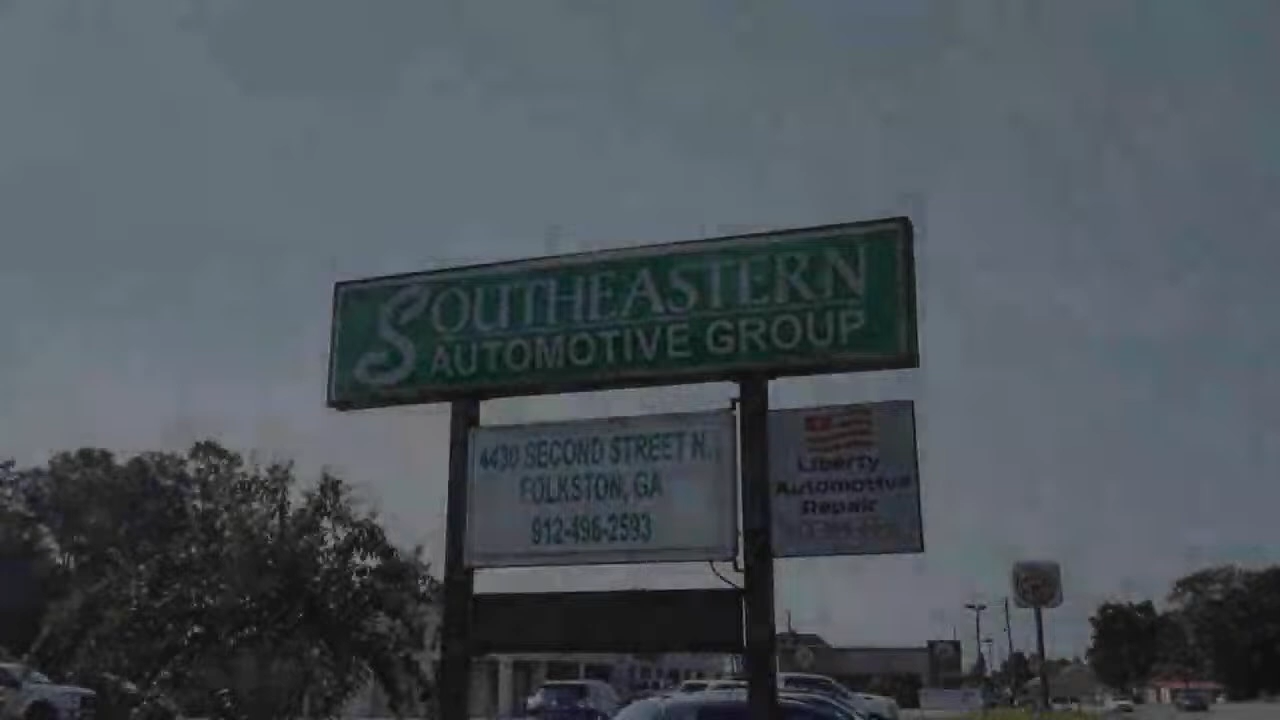 SOUTHEASTERN
AUTOMOTIVE GROUP
4430 SECOND STREET N.
FOLKSTON, GA
912-496-2593
Liberty
Automotive
Repair